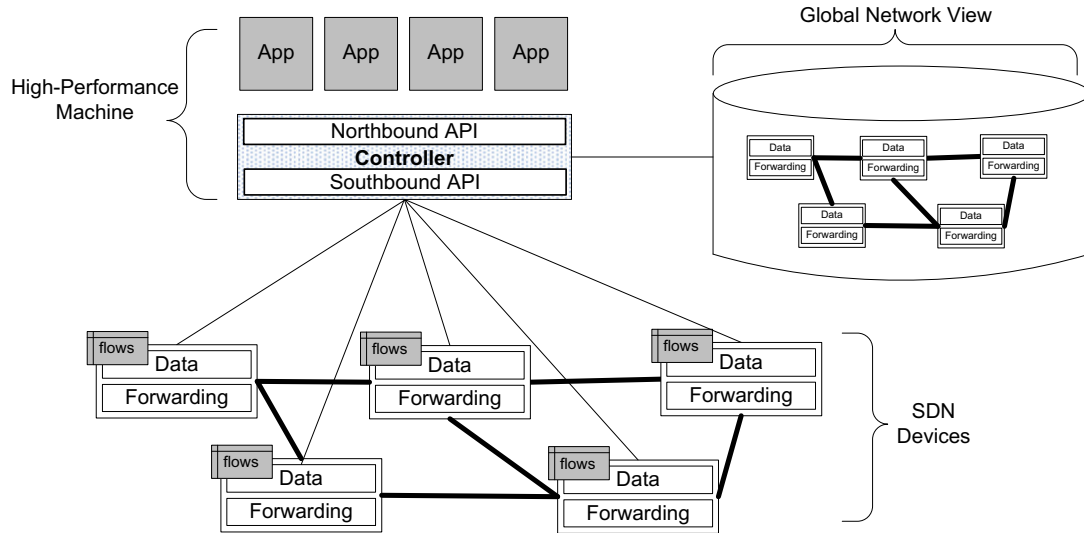 Global Network View
App App App App
High-Performance
Machine
Northbound API
Controller
Southbound API
Data
Forwarding
Data
Forwarding
Data
Forwarding
Data
Forwarding
Data
Forwarding
flows
Data
Forwarding
flows
Data
Forwarding
flows
Data
Forwarding
SDN
Devices
flows
Data
Forwarding
flows
Data
Forwarding